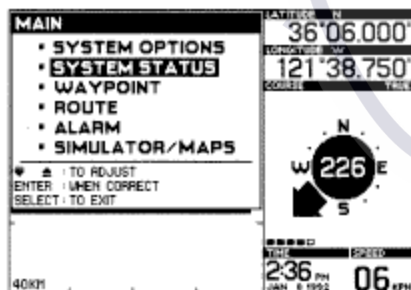 MAIN
• SYSTEM OPTIONS
• SYSTEM STATUS
• WAYPOINT
• ROUTE
• ALARM
• SIMULATOR/MAPS
: TO ADJUST
ENTER : WHEN CORRECT
SELECT : TO EXIT
40KM
LATITUDE N
36°06.000'
LONGITUDE W
121°38.750'
COURSE TRUE
N
W 226 E
S
TIME SPEED
2:36 PM 06 KPH
JAN 8 1992